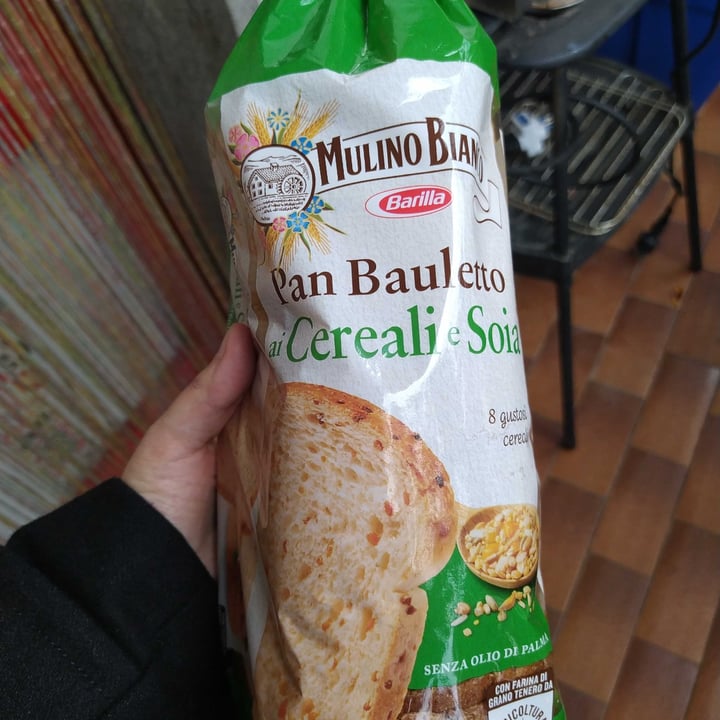 MULINO BIANCO
Barilla
Pan Bauletto
ai Cereali e Soia
8 gustosi
SENZA OLIO DI PALMA
CON FARINA DI
GRANO TENERO DA